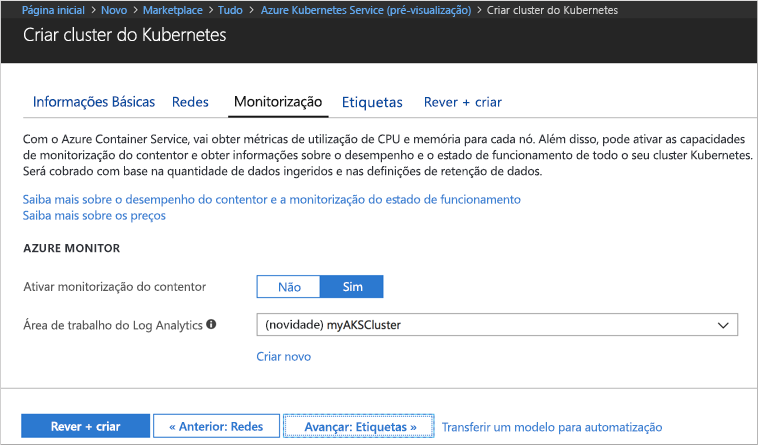 Página inicial > Novo > Marketplace > Tudo > Azure Kubernetes Service (pré-visualização) > Criar cluster do Kubernetes
Criar cluster do Kubernetes
Informações Básicas Redes Monitorização Etiquetas Rever + criar
Com o Azure Container Service, vai obter métricas de utilização de CPU e memória para cada nó. Além disso, pode ativar as capacidades
de monitorização do contentor e obter informações sobre o desempenho e o estado de funcionamento de todo o seu cluster Kubernetes.
Será cobrado com base na quantidade de dados ingeridos e nas definições de retenção de dados.
Saiba mais sobre o desempenho do contentor e a monitorização do estado de funcionamento
Saiba mais sobre os preços
AZURE MONITOR
Ativar monitorização do contentor Não Sim
Área de trabalho do Log Analytics (novidade) myAKSCluster
Criar novo
Rever + criar « Anterior: Redes Avançar: Etiquetas » Transferir um modelo para automatização